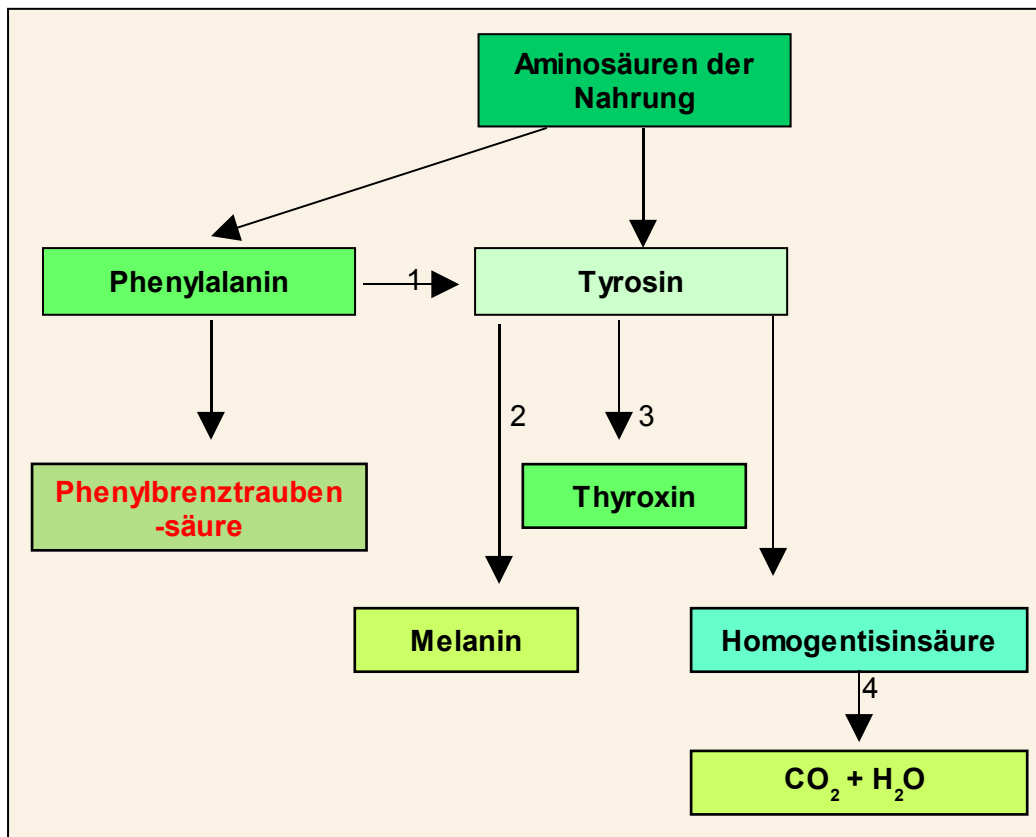 Aminosäuren der
Nahrung
Phenylalanin
1
Tyrosin
2
3
Phenylbrenztrauben
-säure
Thyroxin
Melanin
Homogentisinsäure
4
CO₂ + H₂O